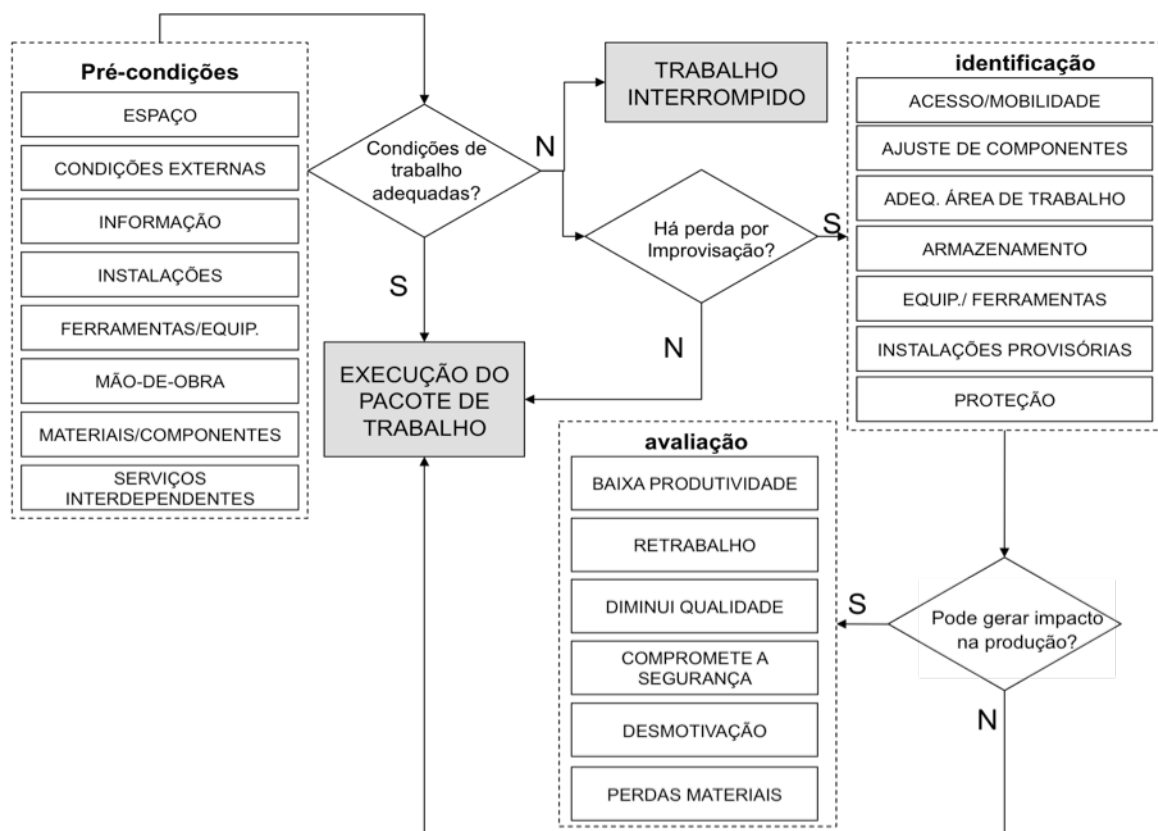 Pré-condições
ESPAÇO
CONDIÇÕES EXTERNAS
INFORMAÇÃO
INSTALAÇÕES
FERRAMENTAS/EQUIP.
MÃO-DE-OBRA
MATERIAIS/COMPONENTES
SERVIÇOS
INTERDEPENDENTES
Condições de
trabalho
adequadas?
N
S
TRABALHO
INTERROMPIDO
Há perda por
Improvisação?
S
N
EXECUÇÃO DO
PACOTE DE
TRABALHO
identificação
ACESSO/MOBILIDADE
AJUSTE DE COMPONENTES
ADEQ. ÁREA DE TRABALHO
ARMAZENAMENTO
EQUIP./ FERRAMENTAS
INSTALAÇÕES PROVISÓRIAS
PROTEÇÃO
Pode gerar impacto
na produção?
S
N
avaliação
BAIXA PRODUTIVIDADE
RETRABALHO
DIMINUI QUALIDADE
COMPROMETE A
SEGURANÇA
DESMOTIVAÇÃO
PERDAS MATERIAIS